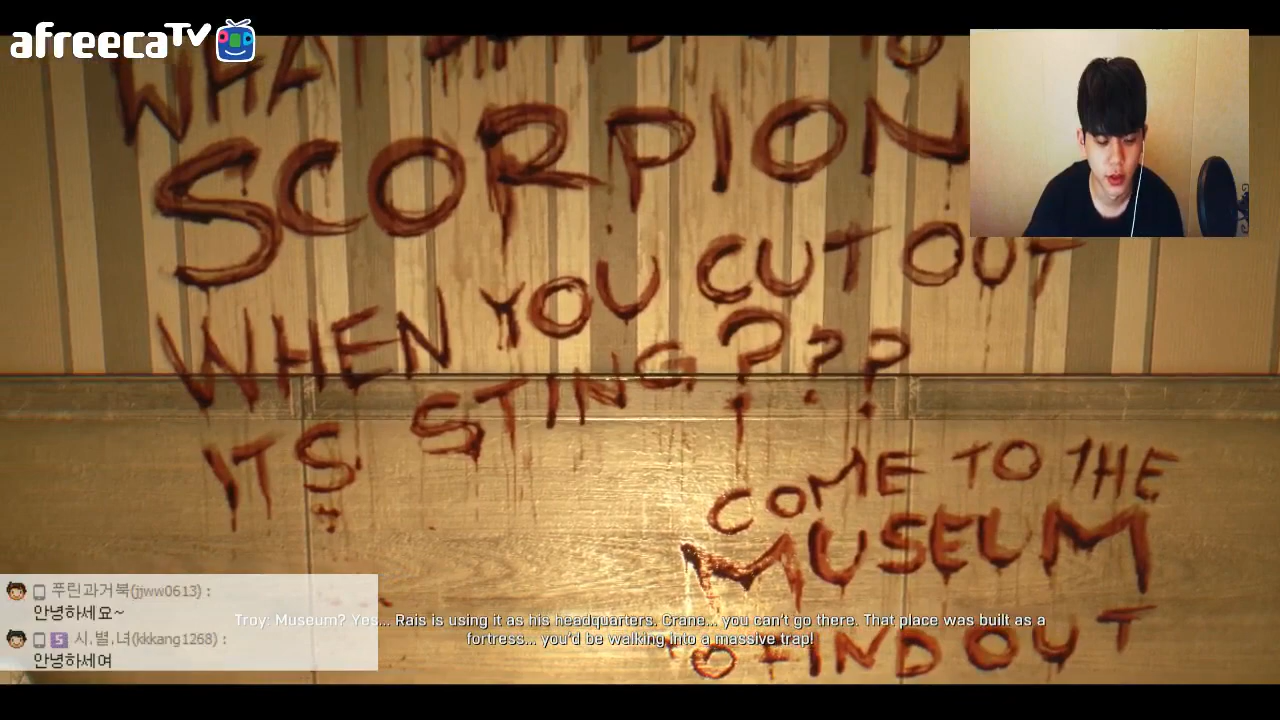 afreecaTV
WHAT
SCORPION
WHEN YOU CUT OUT
ITS STING???
COME TO THE
MUSEUM
TO FIND OUT
푸린과거북(jjww0613) :
안녕하세요~
5 시.별,녀(kkkang1268) :
안녕하세여
Troy: Museum? Yes... Rais is using it as his headquarters. Crane... you can't go there. That place was built as a
fortress... you'd be walking into a massive trap!